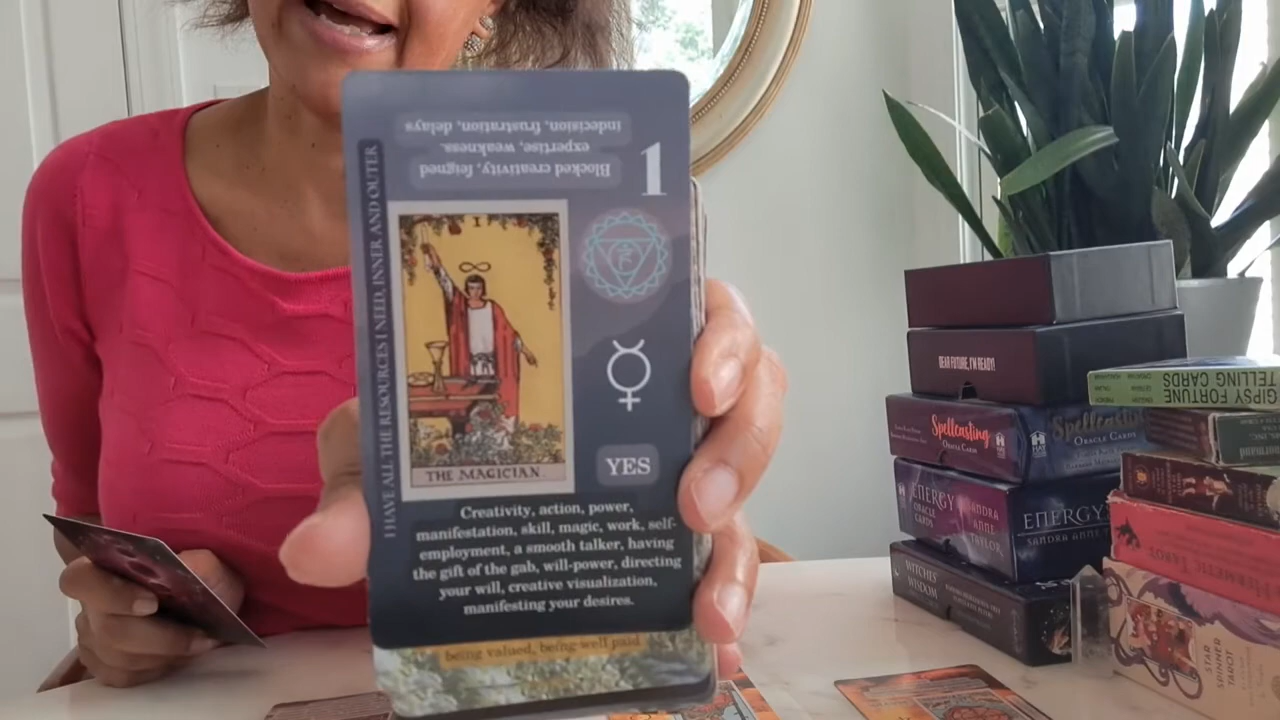 Blocked creativity, feigned
expertise, weakness,
indecision, frustration, delays
1
I HAVE ALL THE RESOURCES I NEED, INNER AND OUTER
I
THE MAGICIAN.
YES
Creativity, action, power,
manifestation, skill, magic, work, self-
employment, a smooth talker, having
the gift of the gab, will-power, directing
your will, creative visualization,
manifesting your desires.
being valued, being well paid
DEAR FUTURE, I'M READY!
Spellcasting
ORACLE CARDS
Spellcasting
ORACLE CARDS
ENERGY
ORACLE
CARDS
SANDRA
ANNE
TAYLOR
ENERGY
SANDRA ANNE
WITCHES'
WISDOM
GIPSY FORTUNE
TELLING CARDS
HERMETIC TAROT
STAR
SPINNER
TAROT